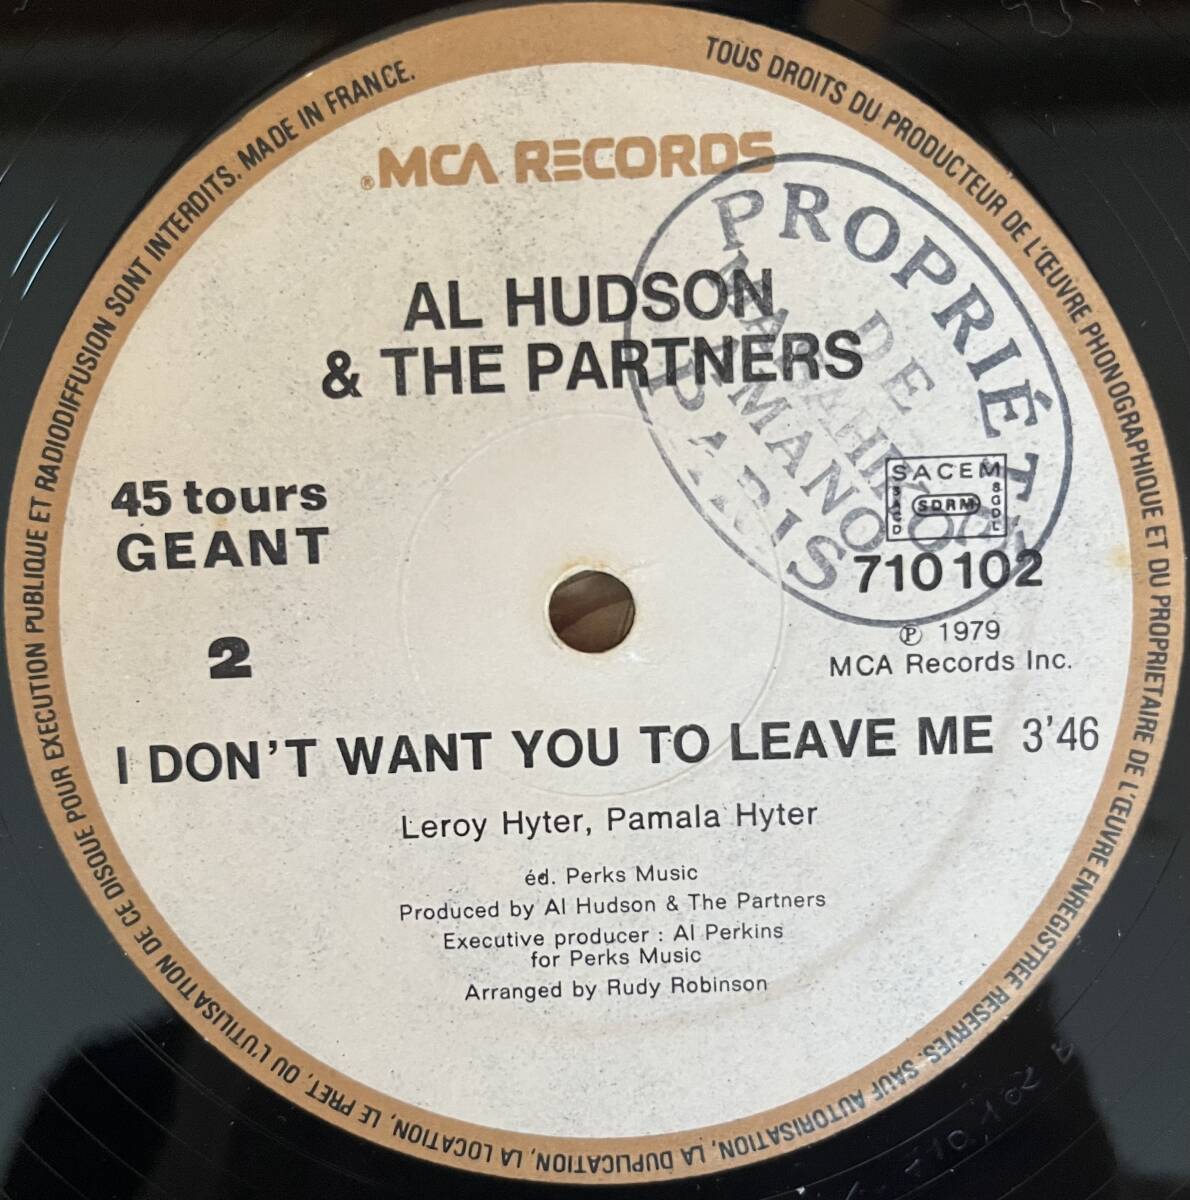 TOUS DROITS DU PRODUCTEUR DE L'ŒUVRE PHONOGRAPHIQUE ET DU PROPRIETAIRE DE L'ŒUVRE ENREGISTREE RESERVES. SAUF AUTORISATION, LA DUPLICATION, LA LOCATION, LE PRET, OU L'UTILISATION DE CE DISQUE POUR EXECUTION PUBLIQUE ET RADIODIFFUSION SONT INTERDITS. MADE IN FRANCE.
®MCA RECORDS
PROPRIÉTÉ
DE
PARIS
AL HUDSON
& THE PARTNERS
45 tours
GEANT
SACEM
SACD
SDRM
SGDL
710 102
2
℗ 1979
MCA Records Inc.
I DON'T WANT YOU TO LEAVE ME 3'46
Leroy Hyter, Pamala Hyter
éd. Perks Music
Produced by Al Hudson & The Partners
Executive producer : Al Perkins
for Perks Music
Arranged by Rudy Robinson